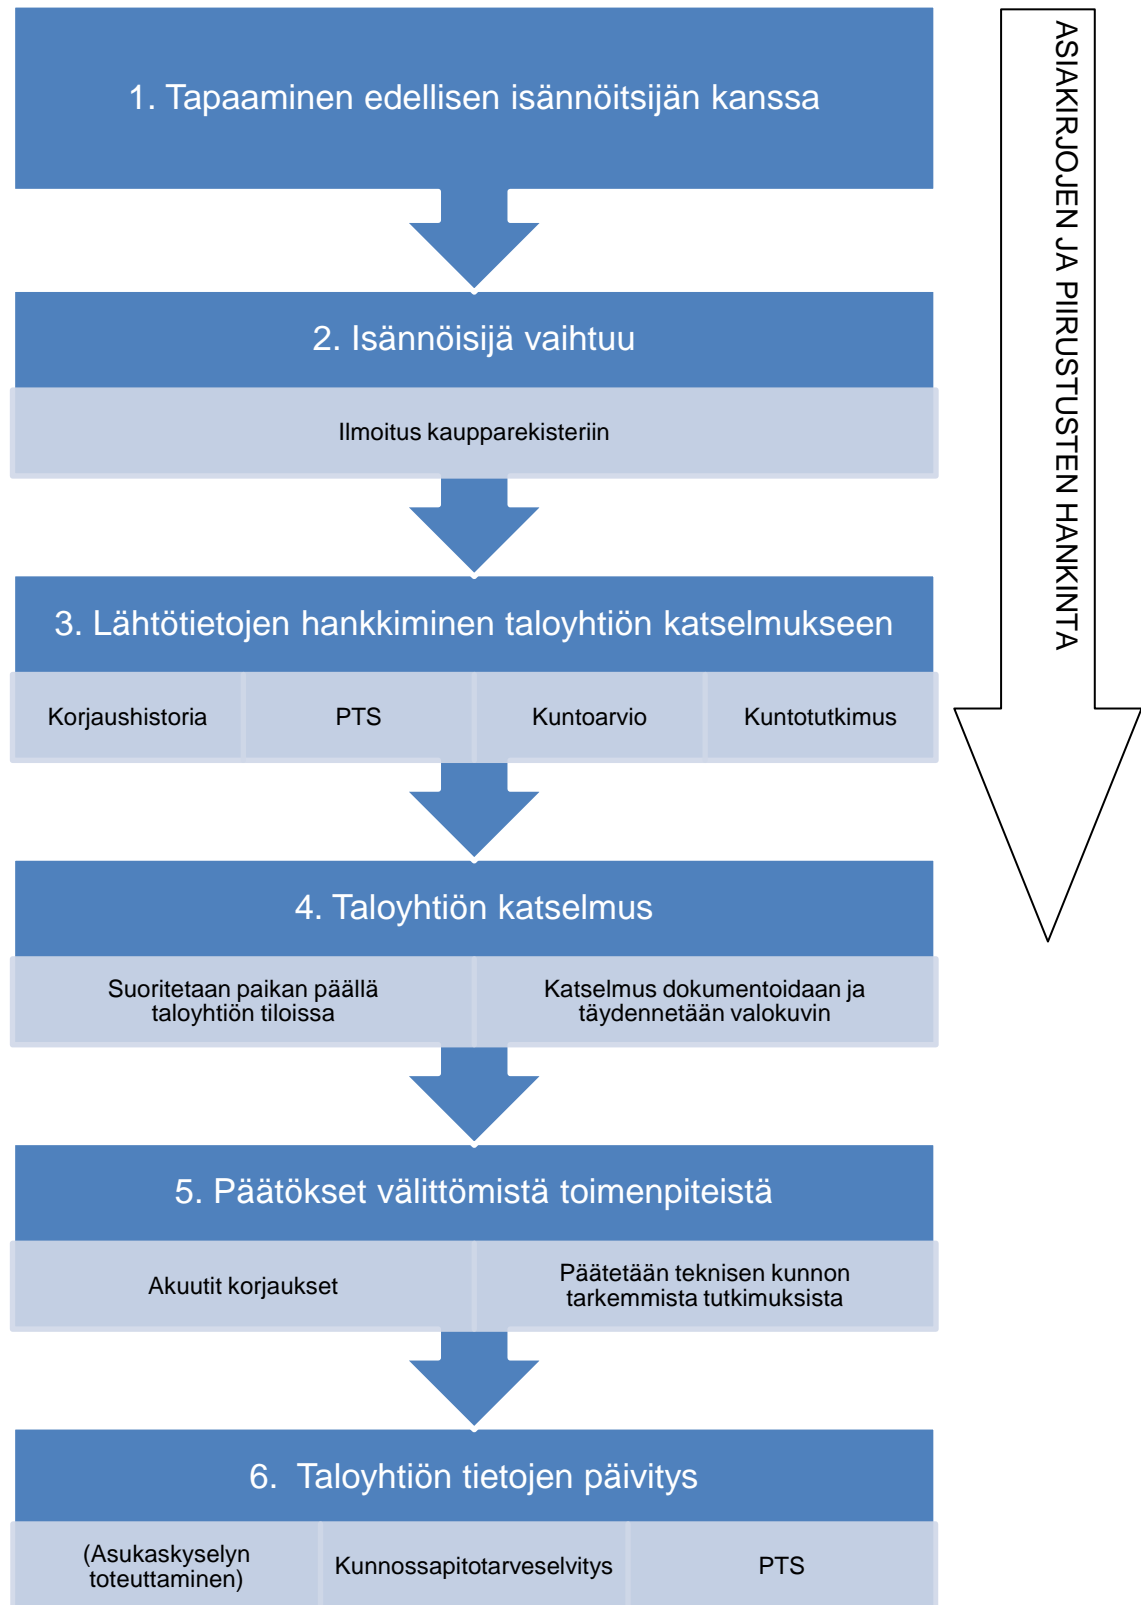 1. Tapaaminen edellisen isännöitsijän kanssa
2. Isännöisijä vaihtuu
Ilmoitus kaupparekisteriin
3. Lähtötietojen hankkiminen taloyhtiön katselmukseen
Korjaushistoria
PTS
Kuntoarvio
Kuntotutkimus
4. Taloyhtiön katselmus
Suoritetaan paikan päällä
taloyhtiön tiloissa
Katselmus dokumentoidaan ja
täydennetään valokuvin
5. Päätökset välittömistä toimenpiteistä
Akuutit korjaukset
Päätetään teknisen kunnon
tarkemmista tutkimuksista
6. Taloyhtiön tietojen päivitys
(Asukaskyselyn
toteuttaminen)
Kunnossapitotarveselvitys
PTS
ASIAKIRJOJEN JA PIIRUSTUSTEN HANKINTA